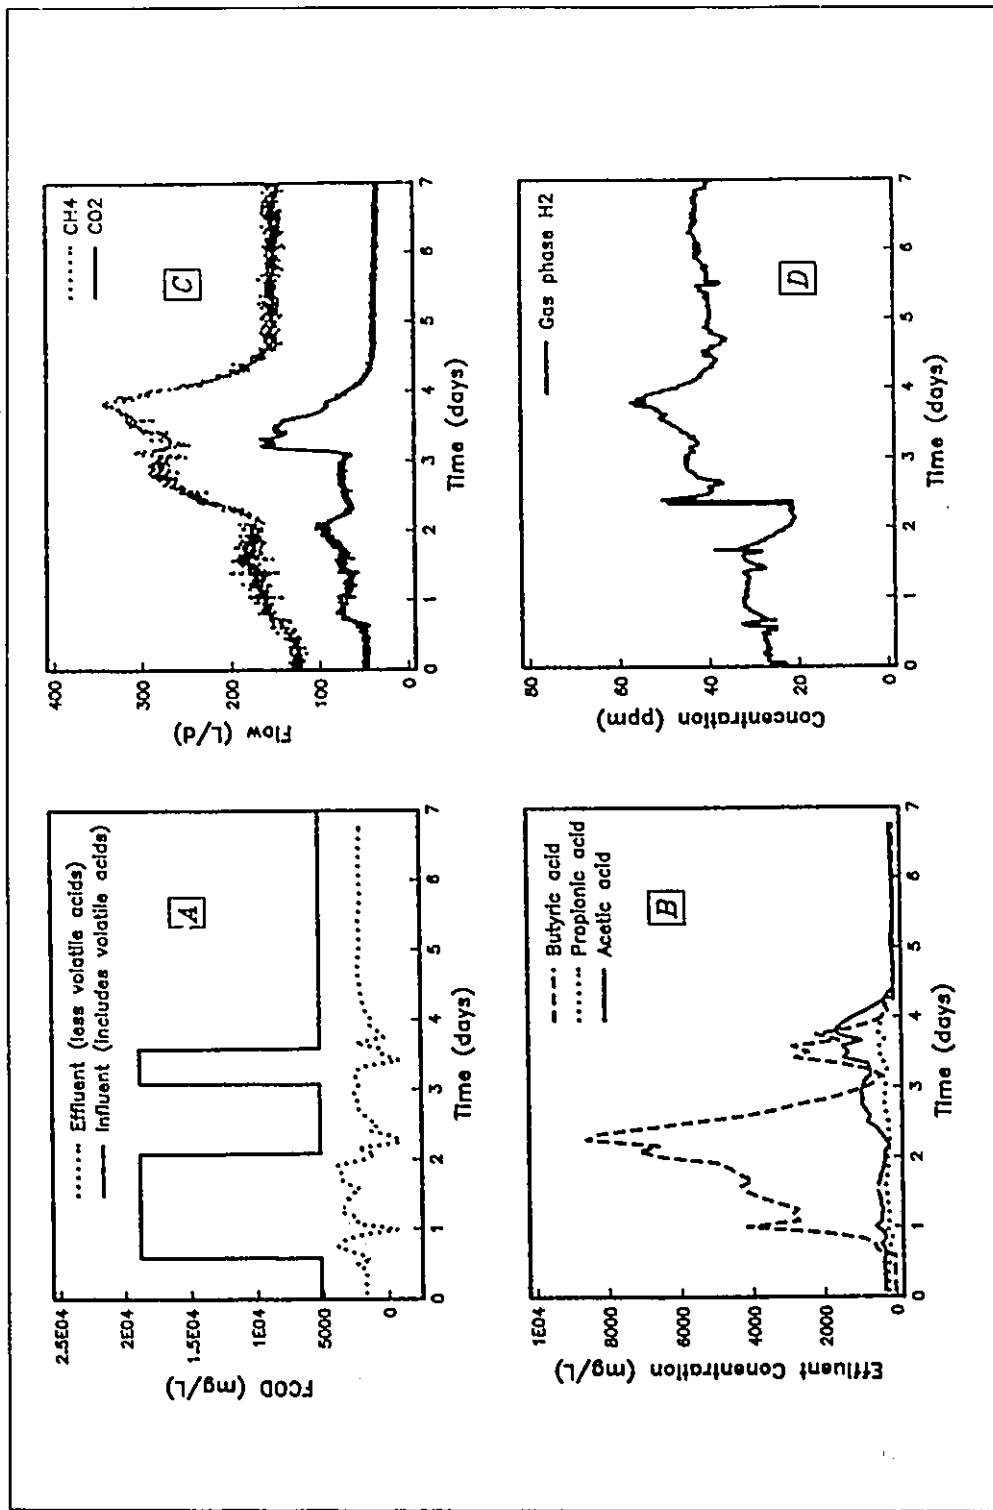 2.5E04
2E04
1.5E04
1E04
5000
0
FCOD (mg/L)
Effluent (less volatile acids)
Influent (includes volatile acids)
A
0 1 2 3 4 5 6 7
Time (days)
400
300
200
100
0
Flow (L/d)
CH4
CO2
C
0 1 2 3 4 5 6 7
Time (days)
1E04
8000
6000
4000
2000
0
Effluent Concentration (mg/L)
Butyric acid
Propionic acid
Acetic acid
B
0 1 2 3 4 5 6 7
Time (days)
80
60
40
20
0
Concentration (ppm)
Gas phase H2
D
0 1 2 3 4 5 6 7
Time (days)